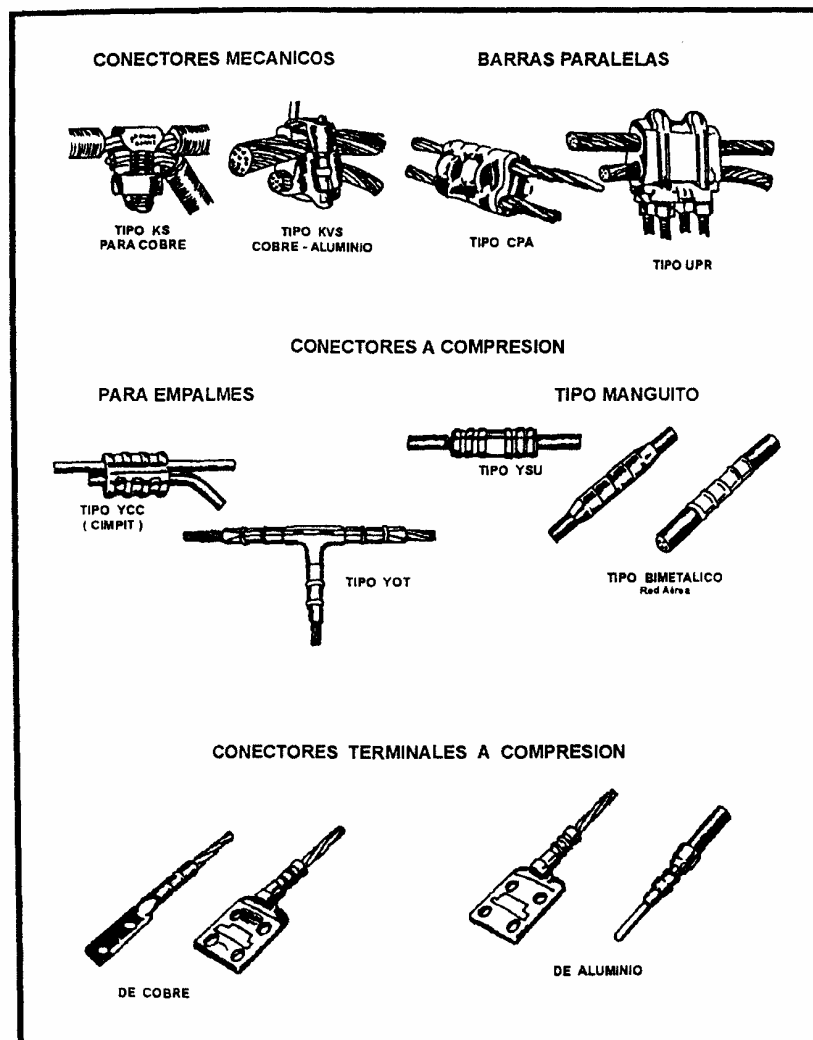 CONECTORES MECANICOS
BARRAS PARALELAS
TIPO KS
PARA COBRE
TIPO KVS
COBRE - ALUMINIO
TIPO CPA
TIPO UPR
CONECTORES A COMPRESION
PARA EMPALMES
TIPO MANGUITO
TIPO YCC
( CIMPIT )
TIPO YSU
TIPO YOT
TIPO BIMETALICO
Red Aérea
CONECTORES TERMINALES A COMPRESION
DE COBRE
DE ALUMINIO